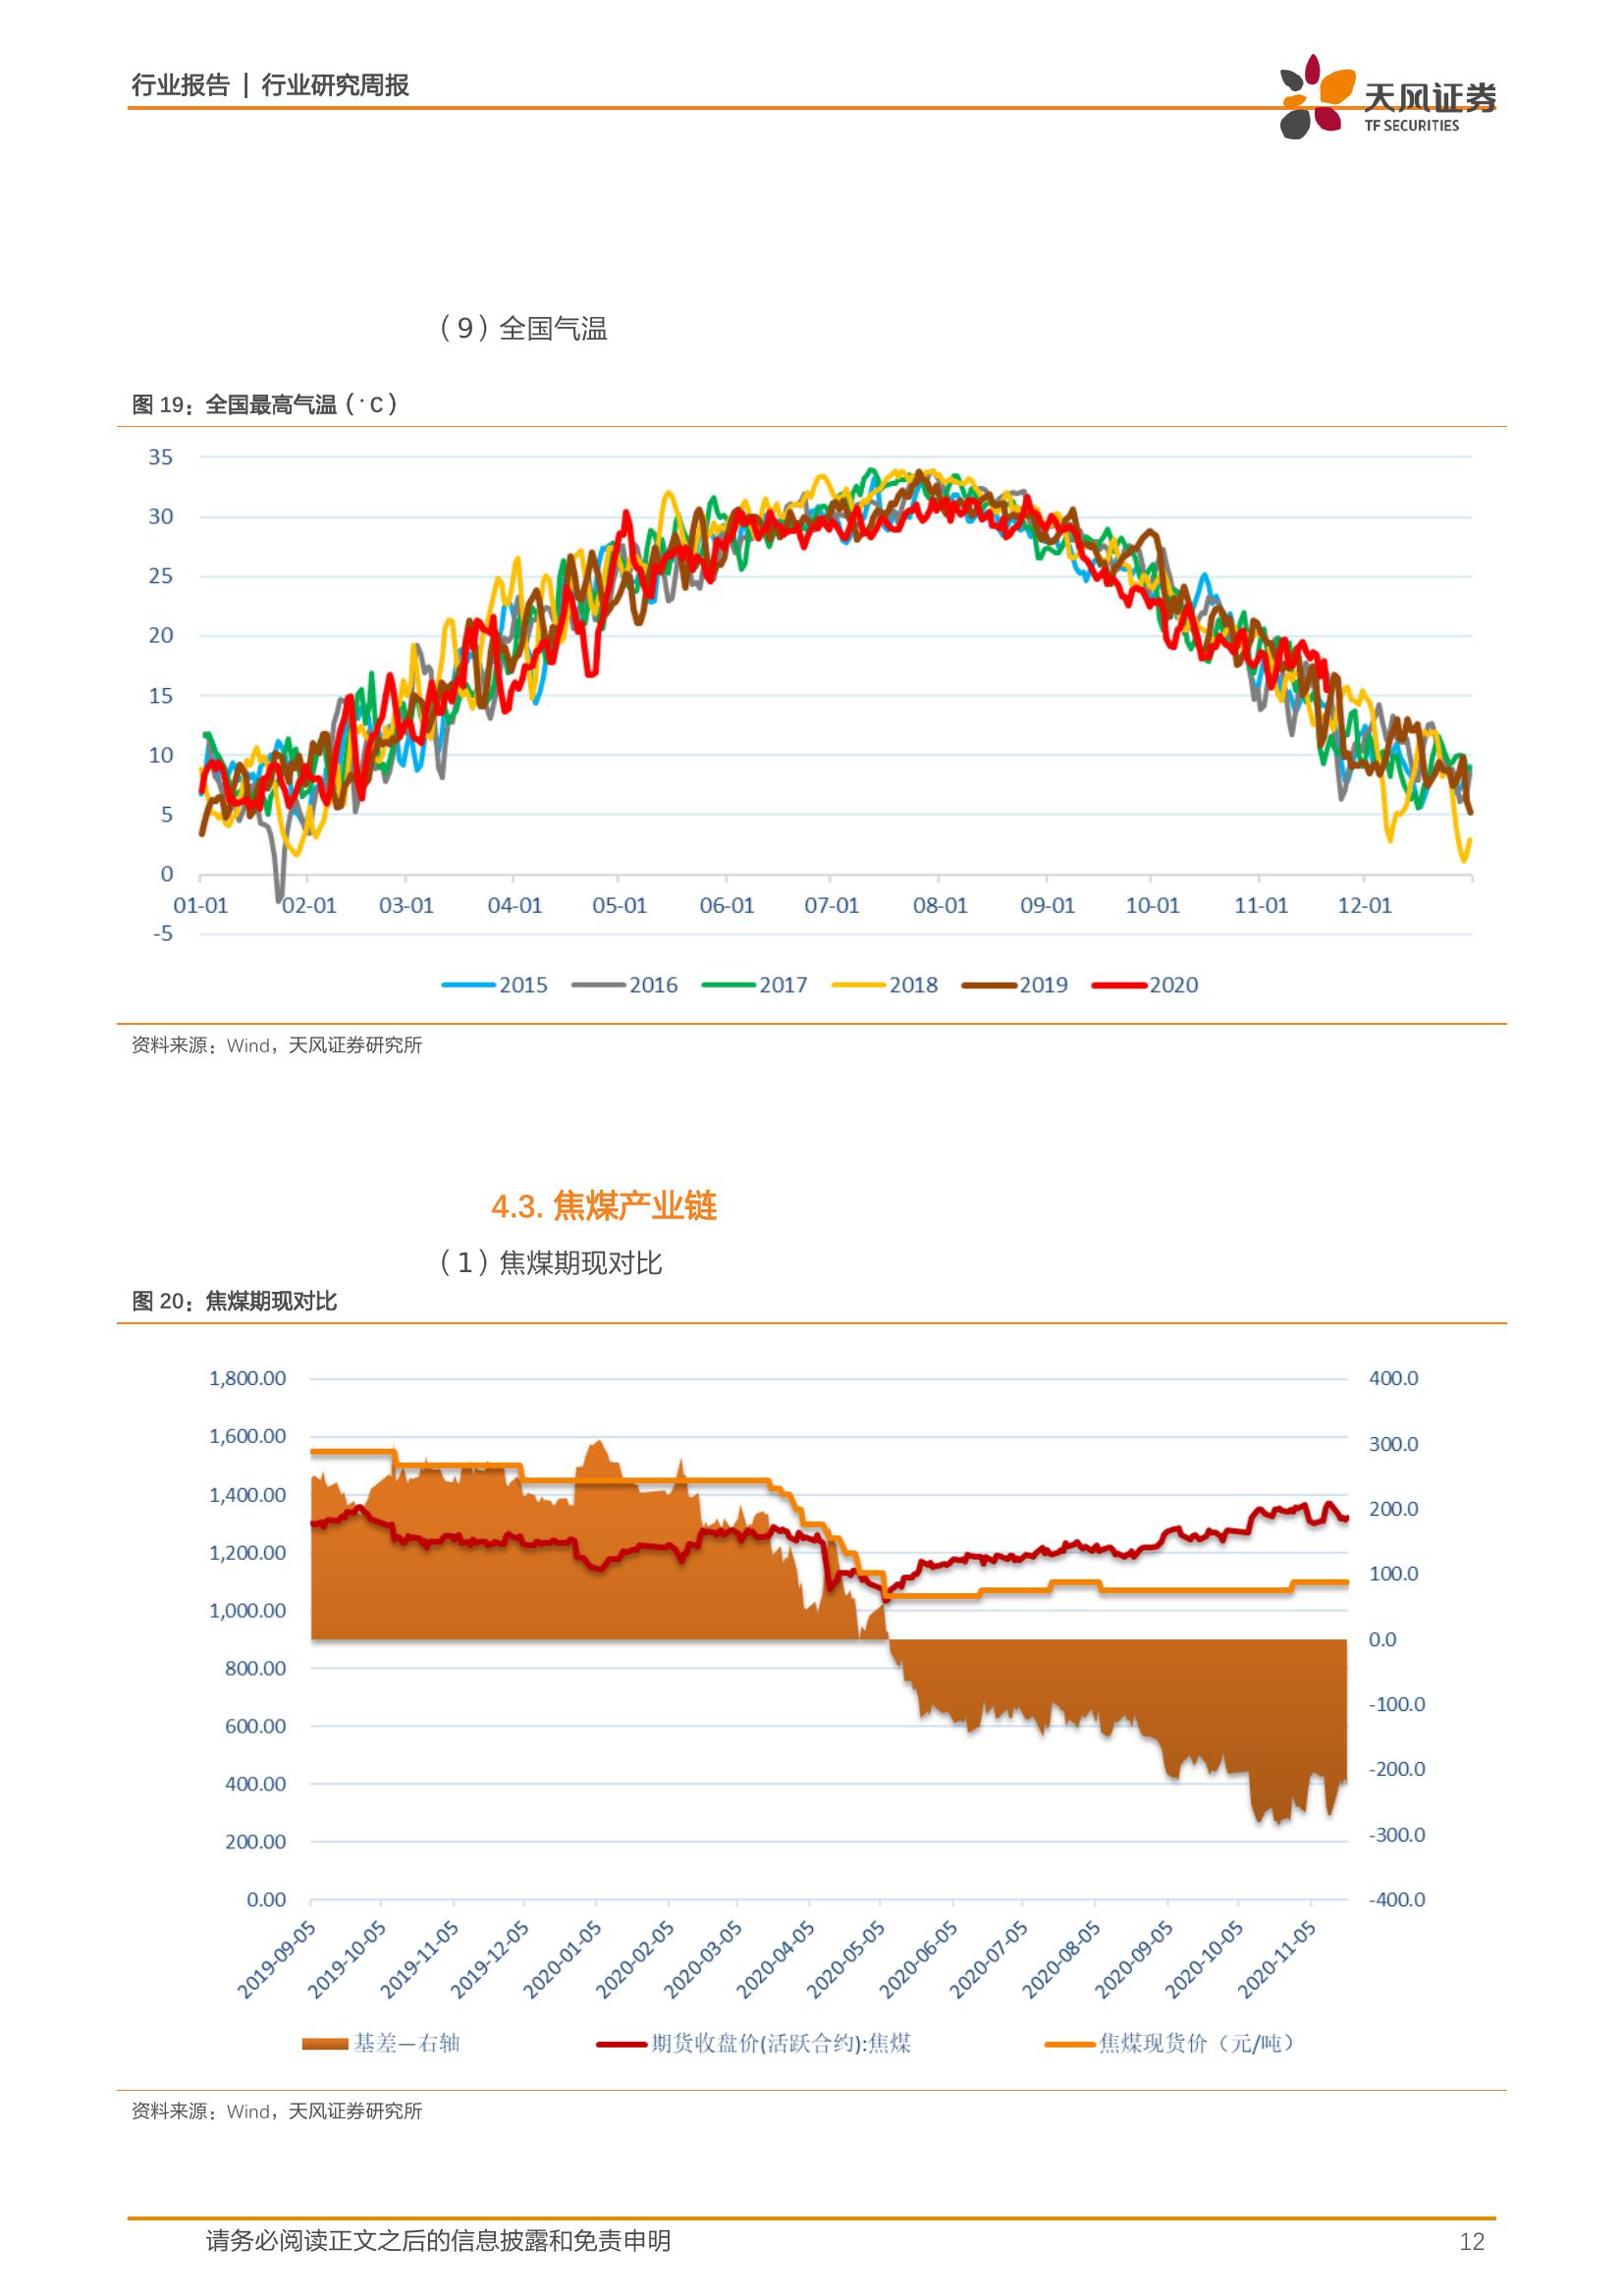 行业报告 | 行业研究周报
天风证券
TF SECURITIES
（9）全国气温
图 19：全国最高气温（˚C）
35
30
25
20
15
10
5
0
-5
01-01 02-01 03-01 04-01 05-01 06-01 07-01 08-01 09-01 10-01 11-01 12-01
2015 2016 2017 2018 2019 2020
资料来源：Wind，天风证券研究所
4.3. 焦煤产业链
（1）焦煤期现对比
图 20：焦煤期现对比
1,800.00 400.0
1,600.00 300.0
1,400.00 200.0
1,200.00 100.0
1,000.00 0.0
800.00 -100.0
600.00 -200.0
400.00 -300.0
200.00 -400.0
0.00
2019-09-05 2019-10-05 2019-11-05 2019-12-05 2020-01-05 2020-02-05 2020-03-05 2020-04-05 2020-05-05 2020-06-05 2020-07-05 2020-08-05 2020-09-05 2020-10-05 2020-11-05
基差—右轴 期货收盘价(活跃合约):焦煤 焦煤现货价（元/吨）
资料来源：Wind，天风证券研究所
请务必阅读正文之后的信息披露和免责申明 12